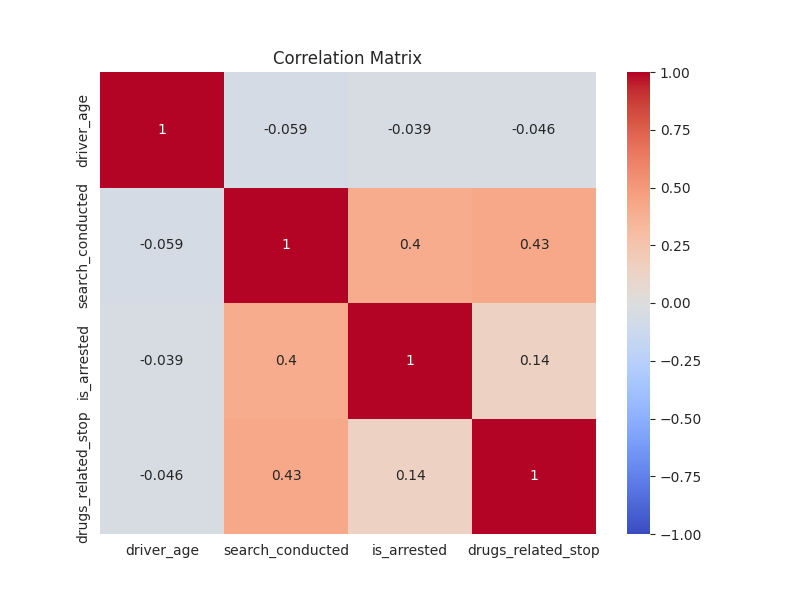 Correlation Matrix
driver_age
1
-0.059
-0.039
-0.046
search_conducted
-0.059
1
0.4
0.43
is_arrested
-0.039
0.4
1
0.14
drugs_related_stop
-0.046
0.43
0.14
1
driver_age
search_conducted
is_arrested
drugs_related_stop
1.00
0.75
0.50
0.25
0.00
−0.25
−0.50
−0.75
−1.00